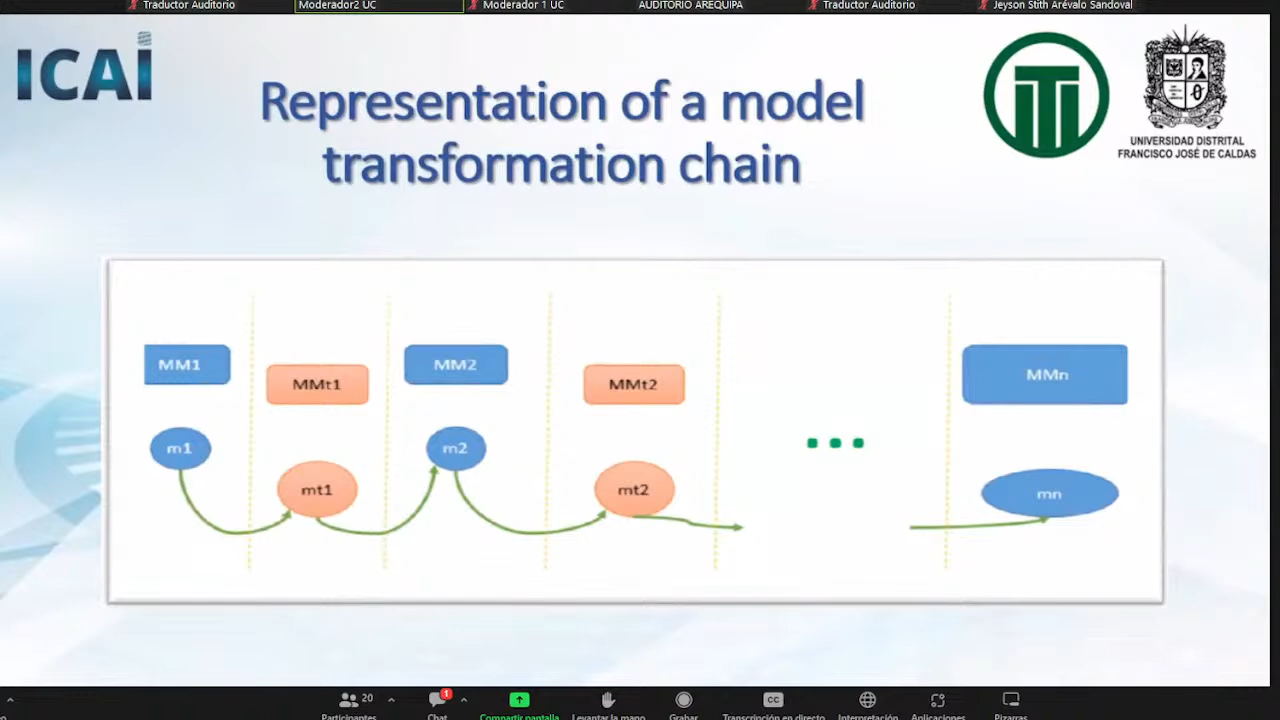 Traductor Auditorio
Moderador2 UC
Moderador 1 UC
AUDITORIO AREQUIPA
Traductor Auditorio
Jeyson Stith Arévalo Sandoval
ICAI
Representation of a model
transformation chain
UNIVERSIDAD DISTRITAL
FRANCISCO JOSÉ DE CALDAS
MM1
MMt1
MM2
MMt2
MMn
m1
mt1
m2
mt2
...
mn
20
1
CC
Participantes
Chat
Compartir pantalla
Levantar la mano
Grabar
Transcripción en directo
Interpretación
Aplicaciones
Pizarras